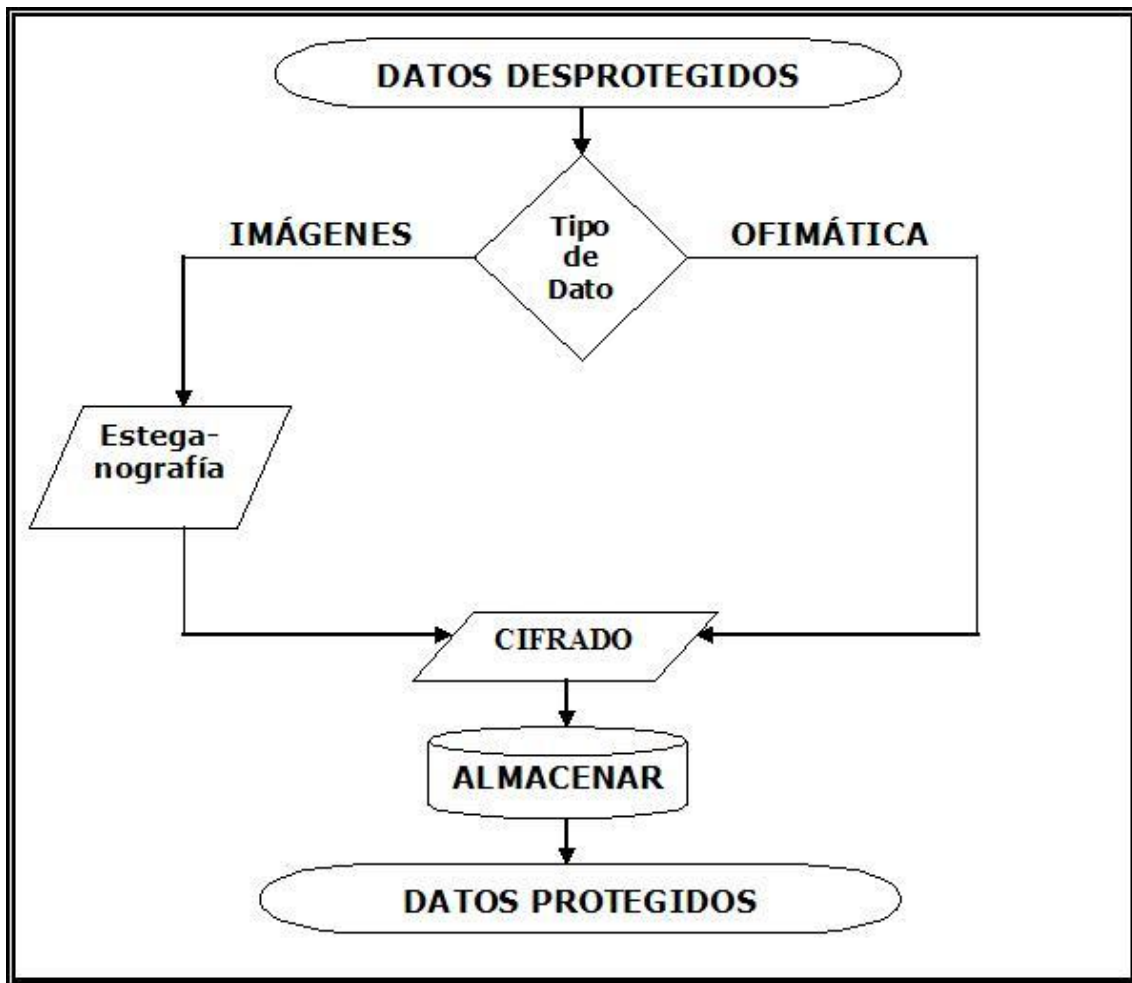 DATOS DESPROTEGIDOS
IMÁGENES
Tipo
de
Dato
OFIMÁTICA
Estega-
nografía
CIFRADO
ALMACENAR
DATOS PROTEGIDOS